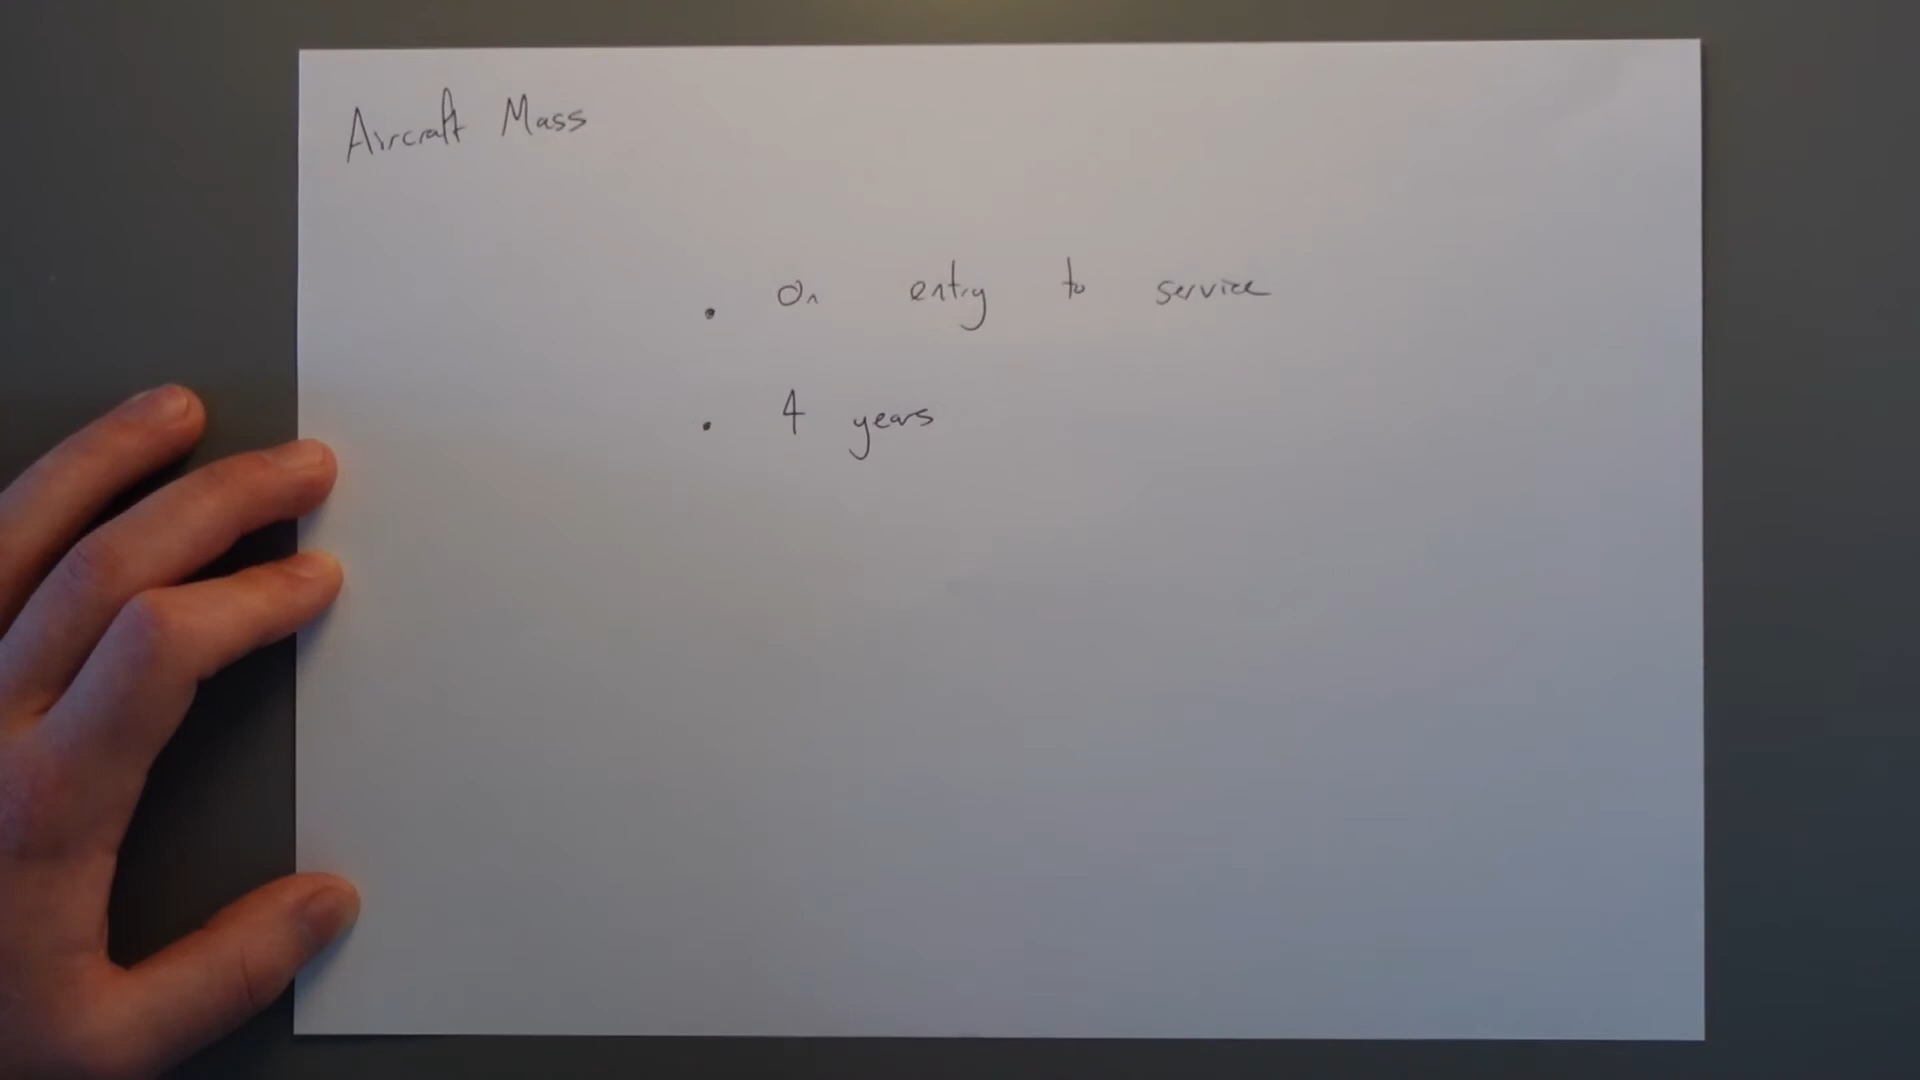 Aircraft Mass
• On entry to service
• 4 years